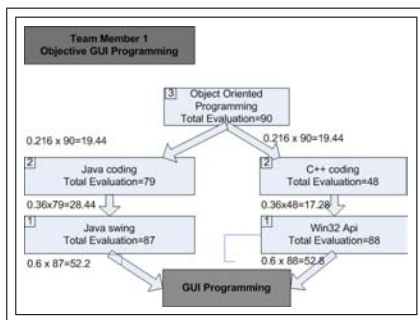 Team Member 1
Objective GUI Programming
3
Object Oriented
Programming
Total Evaluation=90
0.216 x 90=19.44
0.216 x 90=19.44
2
Java coding
Total Evaluation=79
2
C++ coding
Total Evaluation=48
0.36x79=28.44
0.36x48=17.28
1
Java swing
Total Evaluation=87
1
Win32 Api
Total Evaluation=88
0.6 x 87=52.2
0.6 x 88=52.8
GUI Programming